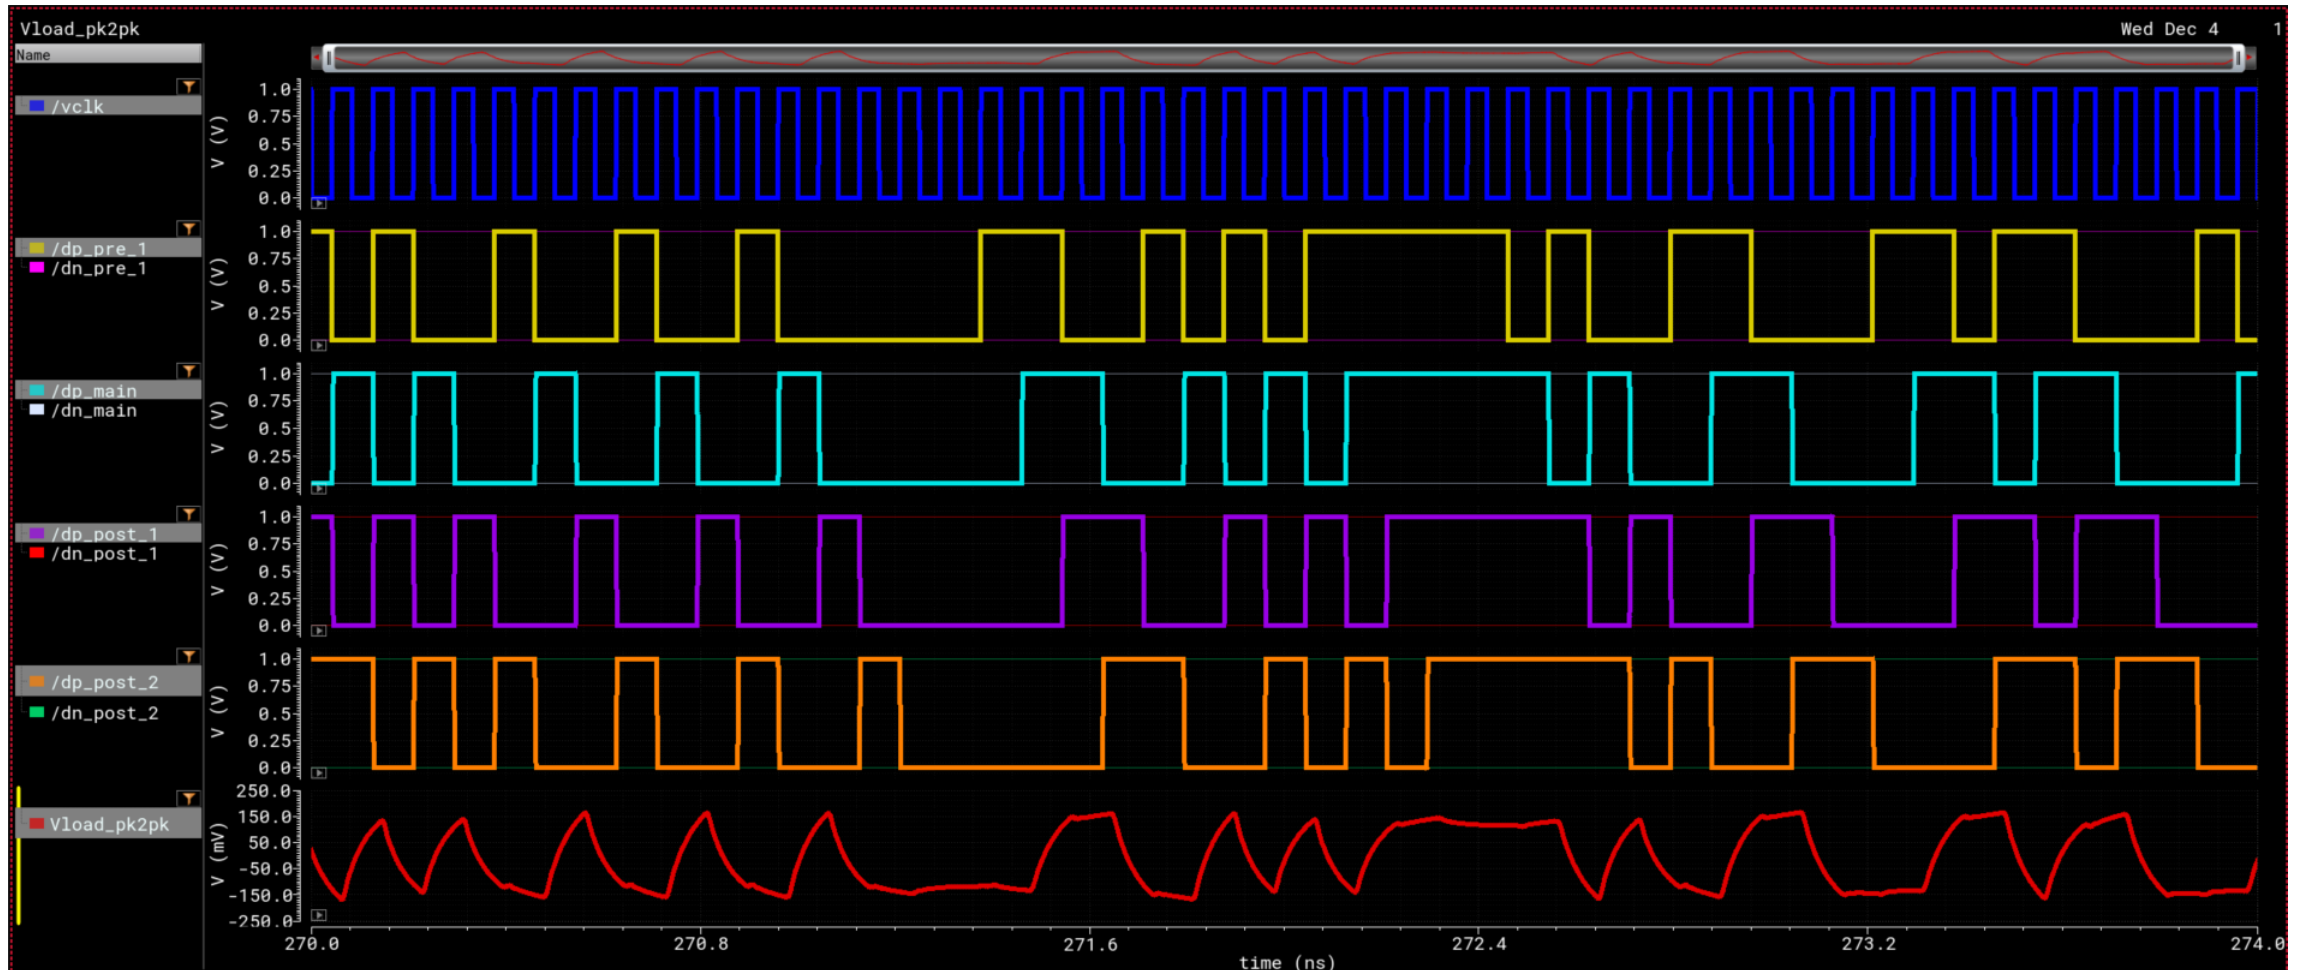 Vload_pk2pk
Wed Dec 4 1
Name
/vclk
V (V)
1.0
0.75
0.5
0.25
0.0
/dp_pre_1
/dn_pre_1
V (V)
1.0
0.75
0.5
0.25
0.0
/dp_main
/dn_main
V (V)
1.0
0.75
0.5
0.25
0.0
/dp_post_1
/dn_post_1
V (V)
1.0
0.75
0.5
0.25
0.0
/dp_post_2
/dn_post_2
V (V)
1.0
0.75
0.5
0.25
0.0
Vload_pk2pk
V (mV)
250.0
150.0
50.0
-50.0
-150.0
-250.0
270.0 270.8 271.6 272.4 273.2 274.0
time (ns)